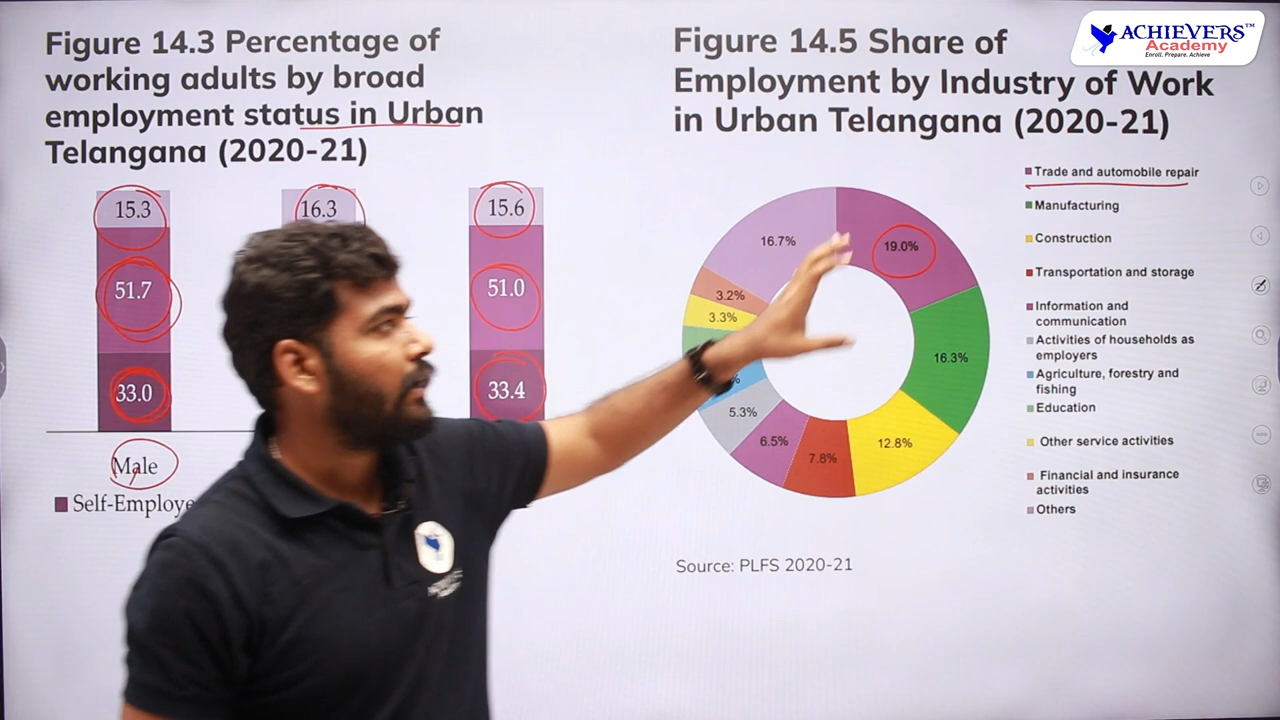 Figure 14.3 Percentage of
working adults by broad
employment status in Urban
Telangana (2020-21)
15.3
16.3
15.6
51.7
51.0
33.0
33.4
Male
Figure 14.5 Share of
Employment by Industry of Work
in Urban Telangana (2020-21)
16.7%
19.0%
3.2%
3.3%
16.3%
5.3%
6.5%
7.8%
12.8%
Trade and automobile repair
Manufacturing
Construction
Transportation and storage
Information and
communication
Activities of households as
employers
Agriculture, forestry and
fishing
Education
Other service activities
Financial and insurance
activities
Others
Source: PLFS 2020-21
ACHIEVERS™
Academy
Enroll. Prepare. Achieve